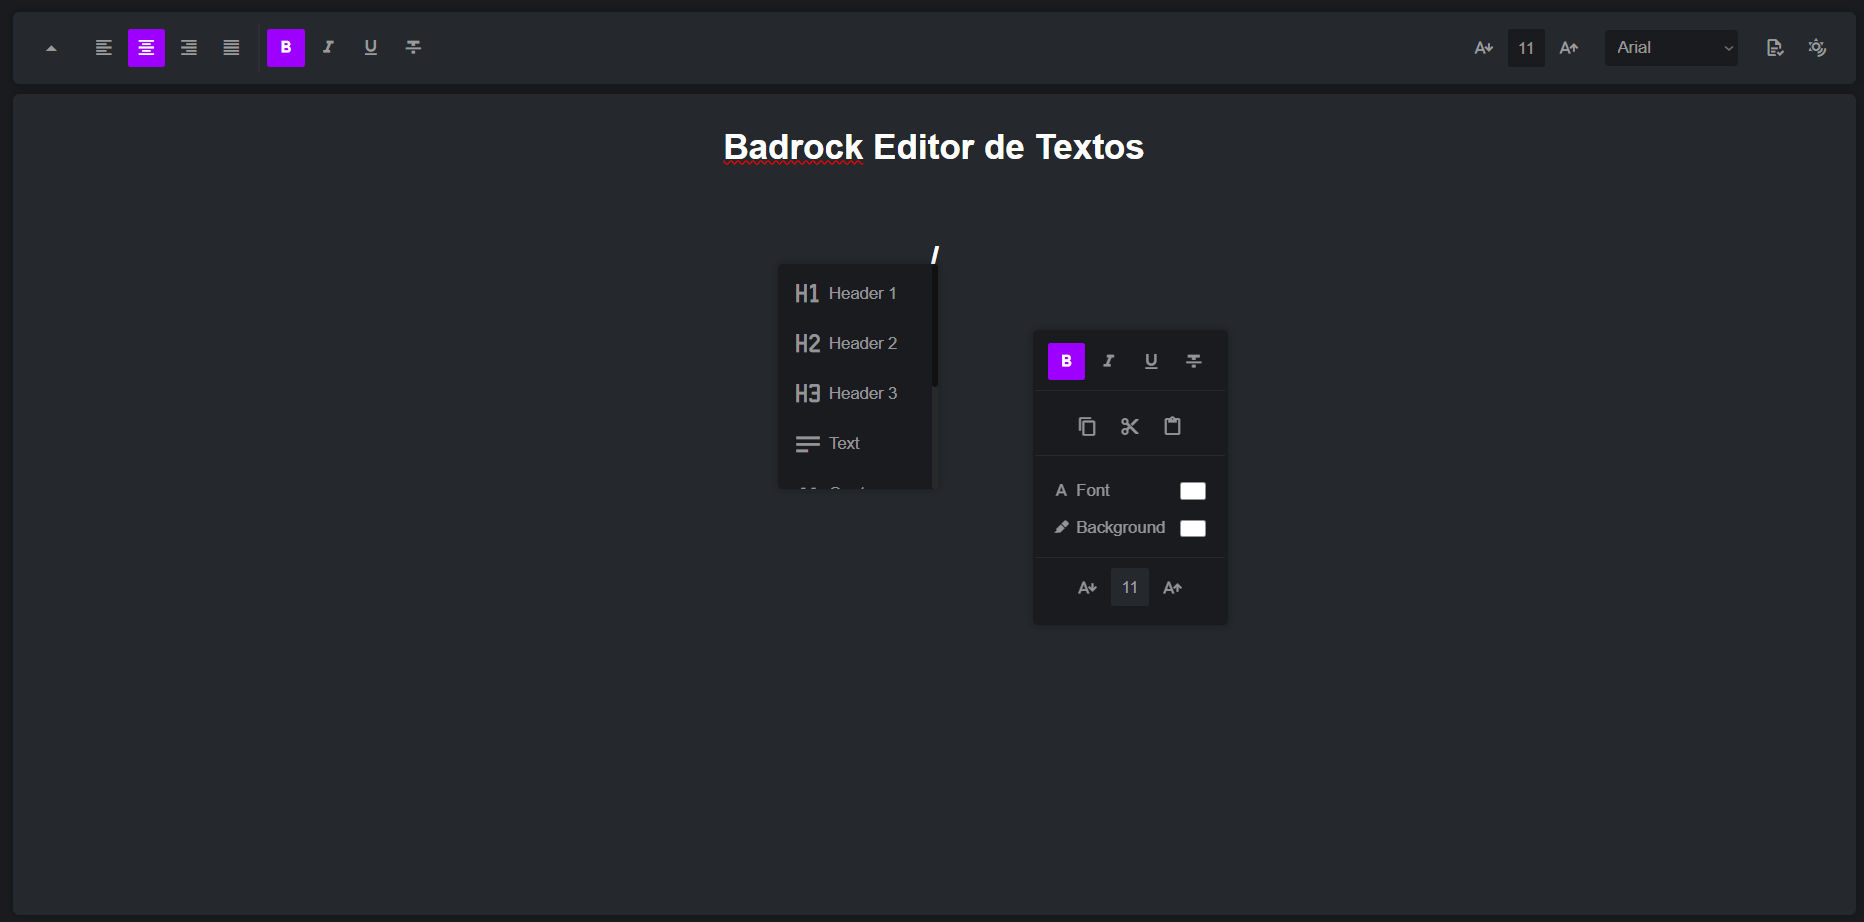 B I U
11
Arial
Badrock Editor de Textos
/
H1 Header 1
H2 Header 2
H3 Header 3
Text
B I U
A Font
Background
A 11 A